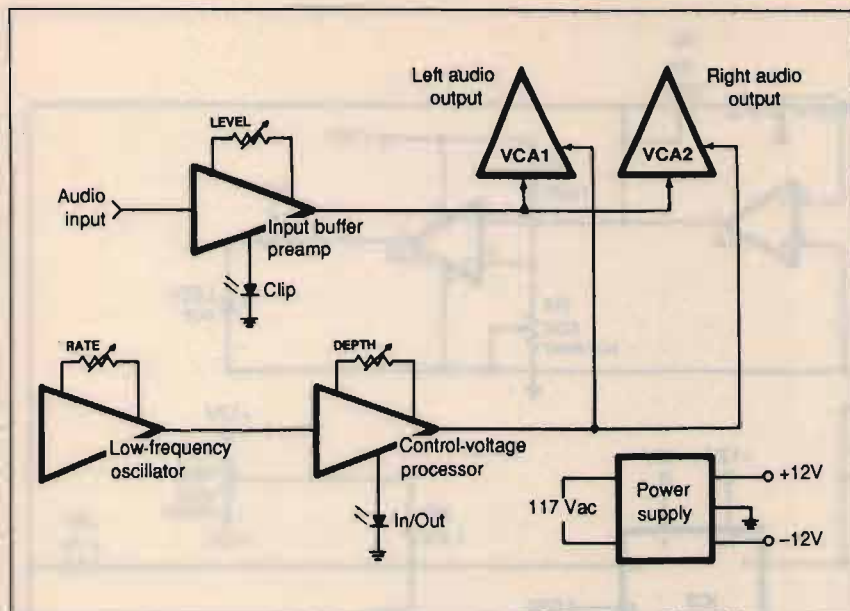 Left audio
output
Right audio
output
LEVEL
VCA1
VCA2
Audio
input
Input buffer
preamp
Clip
RATE
DEPTH
Low-frequency
oscillator
Control-voltage
processor
In/Out
117 Vac
Power
supply
+12V
−12V